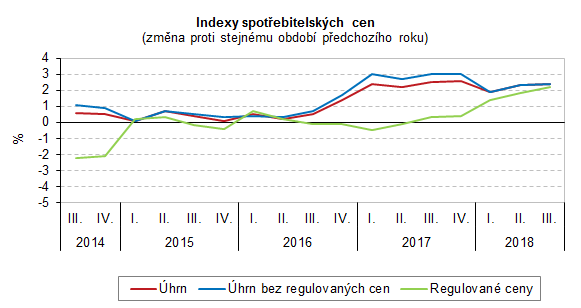 Indexy spotřebitelských cen
(změna proti stejnému období předchozího roku)
4
3
2
1
0
-1
-2
-3
-4
-5
%
III. IV. I. II. III. IV. I. II. III. IV. I. II. III. IV. I. II. III.
2014 2015 2016 2017 2018
Úhrn Úhrn bez regulovaných cen Regulované ceny